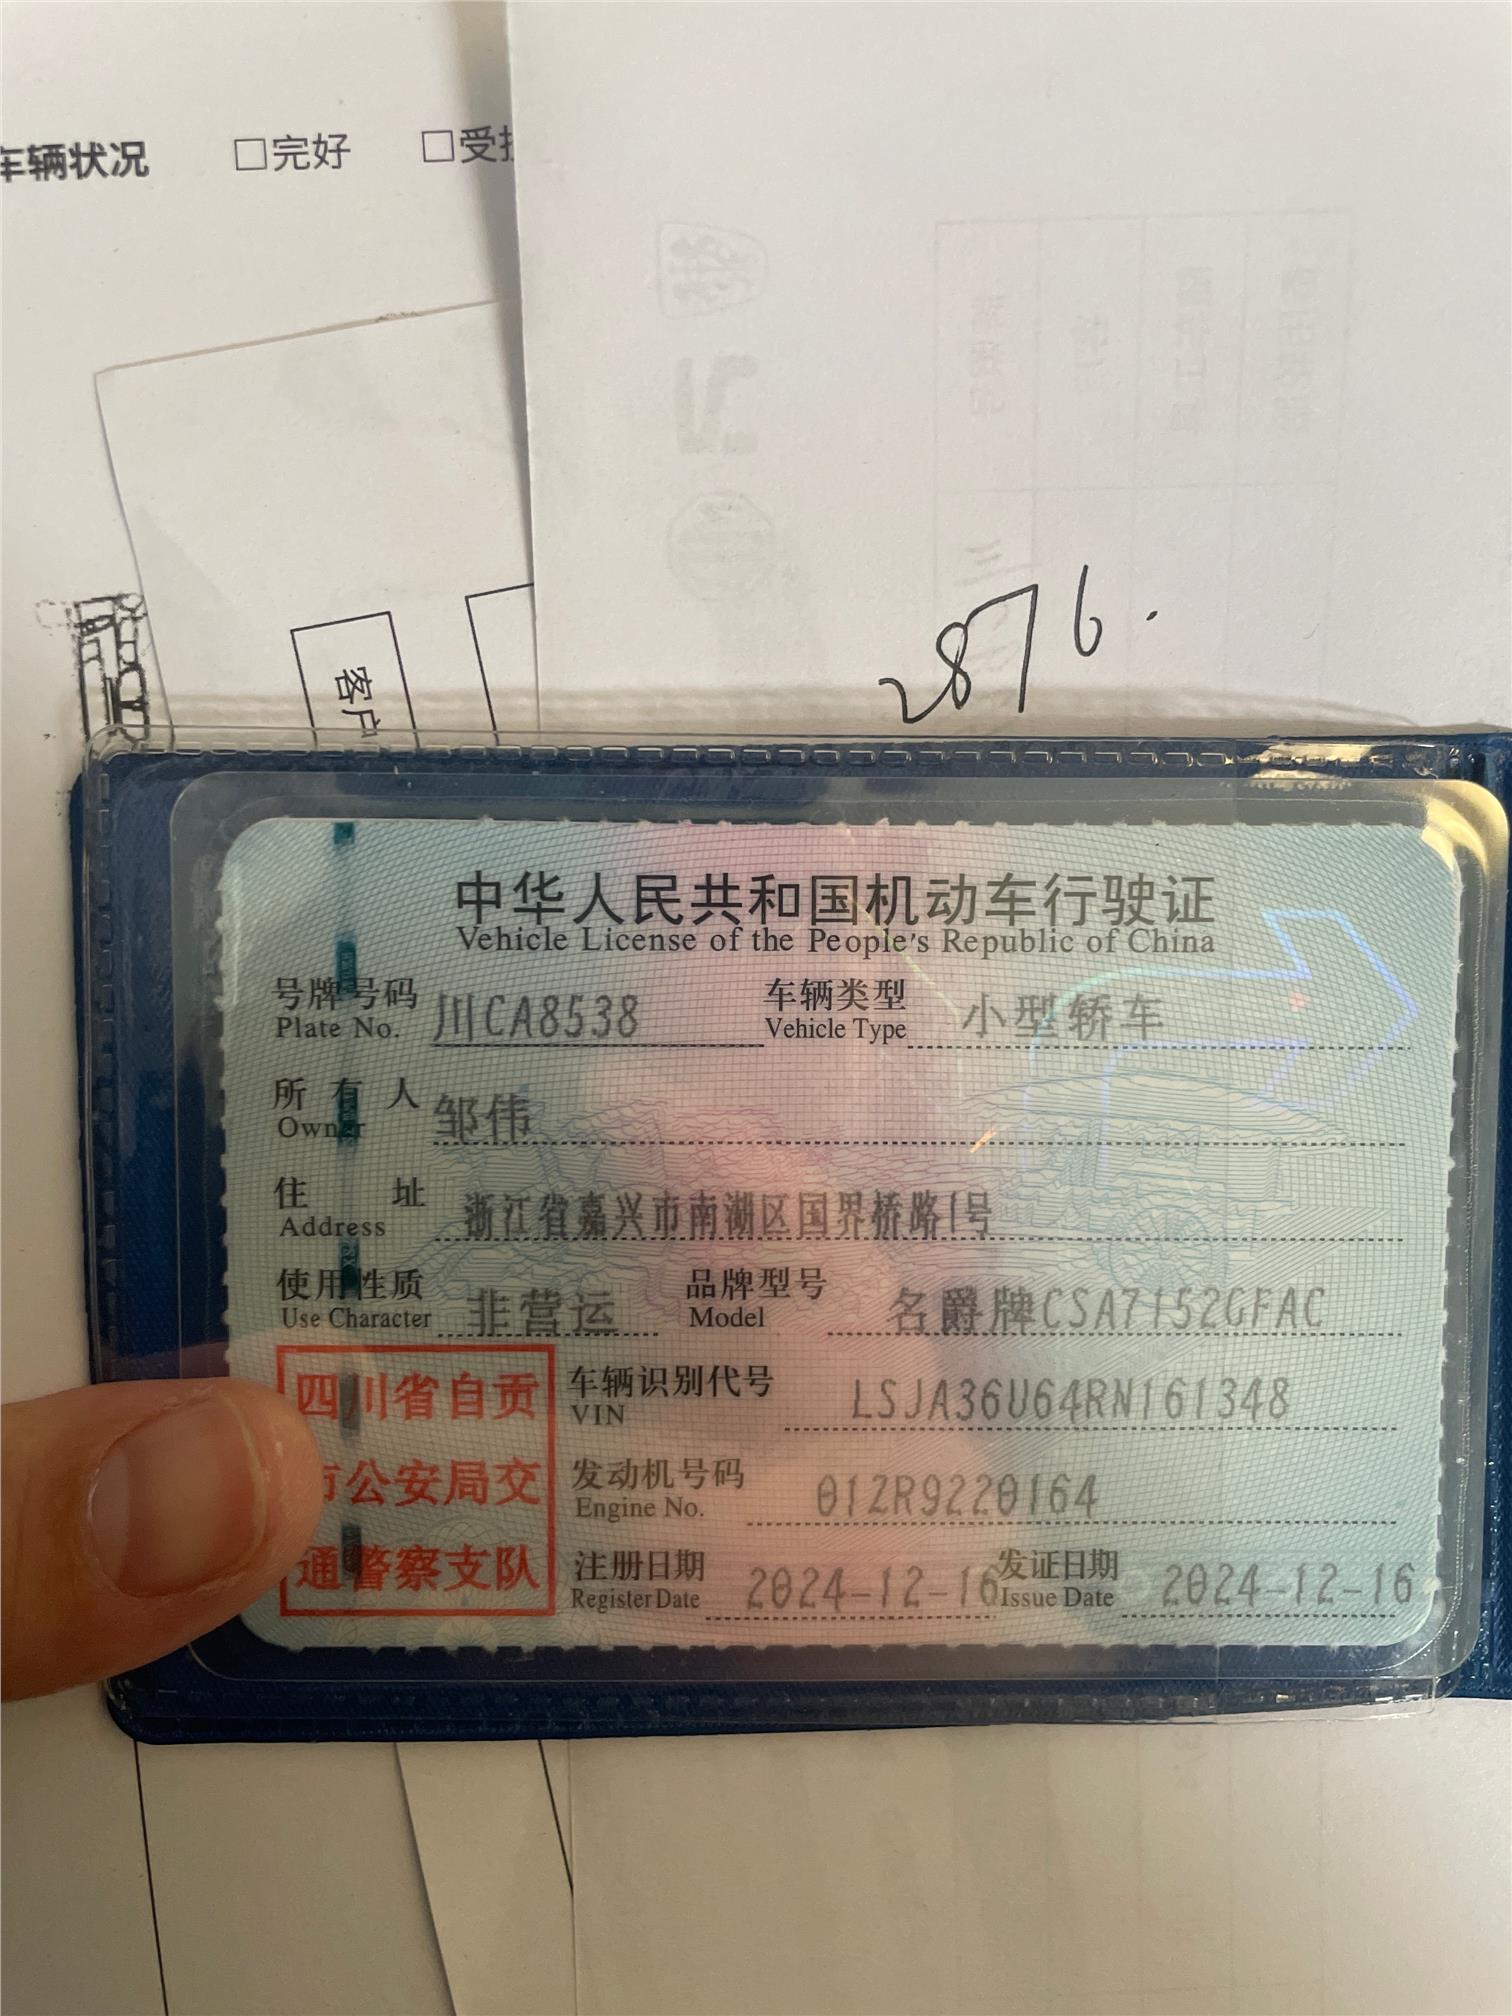 车辆状况 □完好 □受
客户
2876.
中华人民共和国机动车行驶证
Vehicle License of the People's Republic of China
号牌号码 川CA8538 车辆类型 小型轿车
Plate No. Vehicle Type
所有人 邹伟
Owner
住址 浙江省嘉兴市南湖区国界桥路1号
Address
使用性质 非营运 品牌型号 名爵牌CSA7152GFAC
Use Character Model
四川省自贡
市公安局交
通警察支队
车辆识别代号 LSJA36U64RN161348
VIN
发动机号码 01ZR9220164
Engine No.
注册日期 2024-12-16 发证日期 2024-12-16
Register Date Issue Date